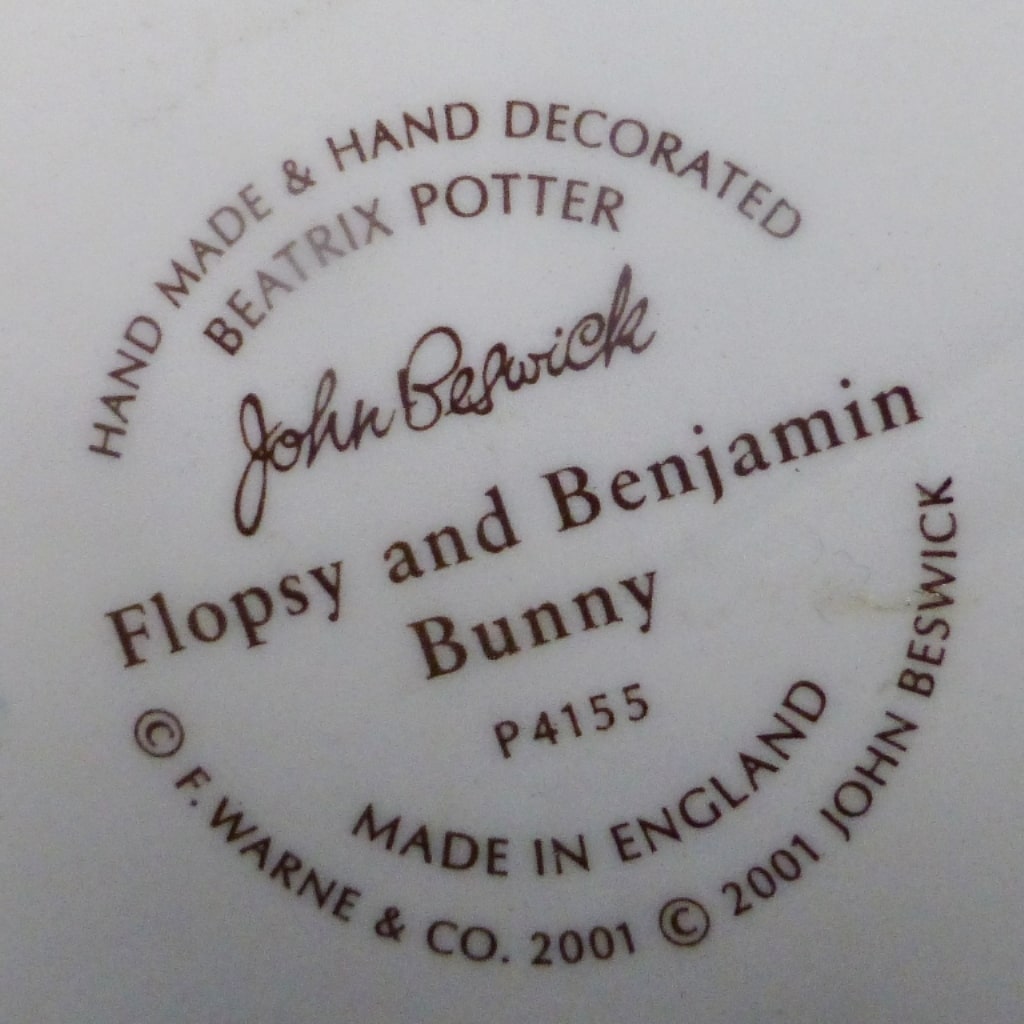 HAND MADE & HAND DECORATED
BEATRIX POTTER
John Beswick
Flopsy and Benjamin
Bunny
P4155
MADE IN ENGLAND
© F. WARNE & CO. 2001 © 2001 JOHN BESWICK